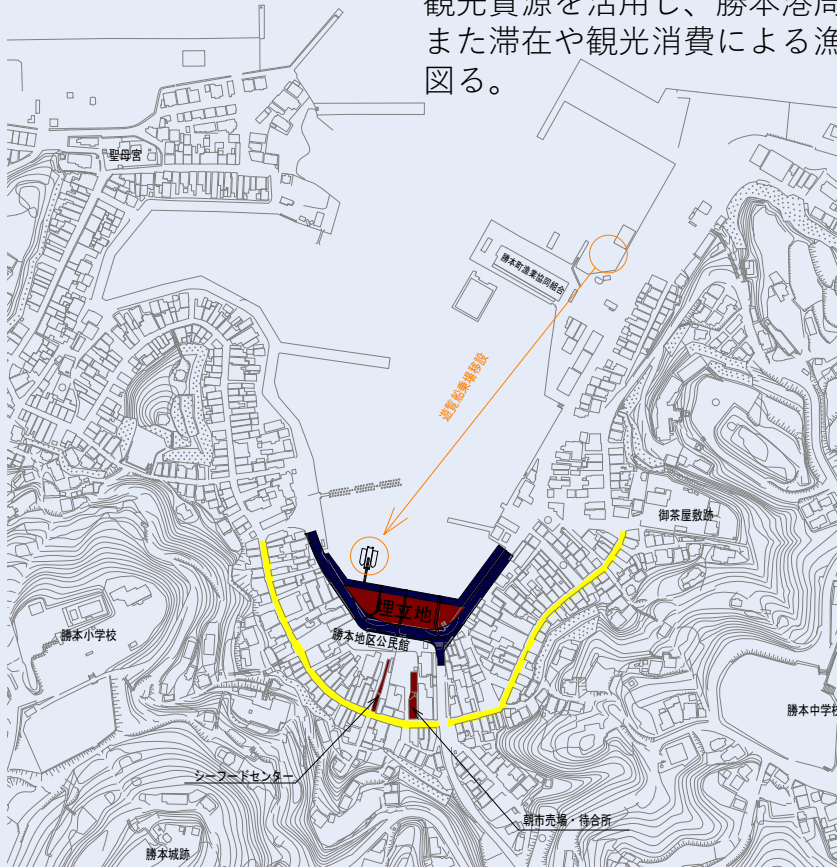 観光資源を活用し、勝本港周
また滞在や観光消費による漁
図る。
聖母宮
勝本町漁業協同組合
遊覧船乗場移設
御茶屋敷跡
埋立地
勝本地区公民館
勝本小学校
勝本中学校
シーフードセンター
朝市売場・待合所
勝本城跡